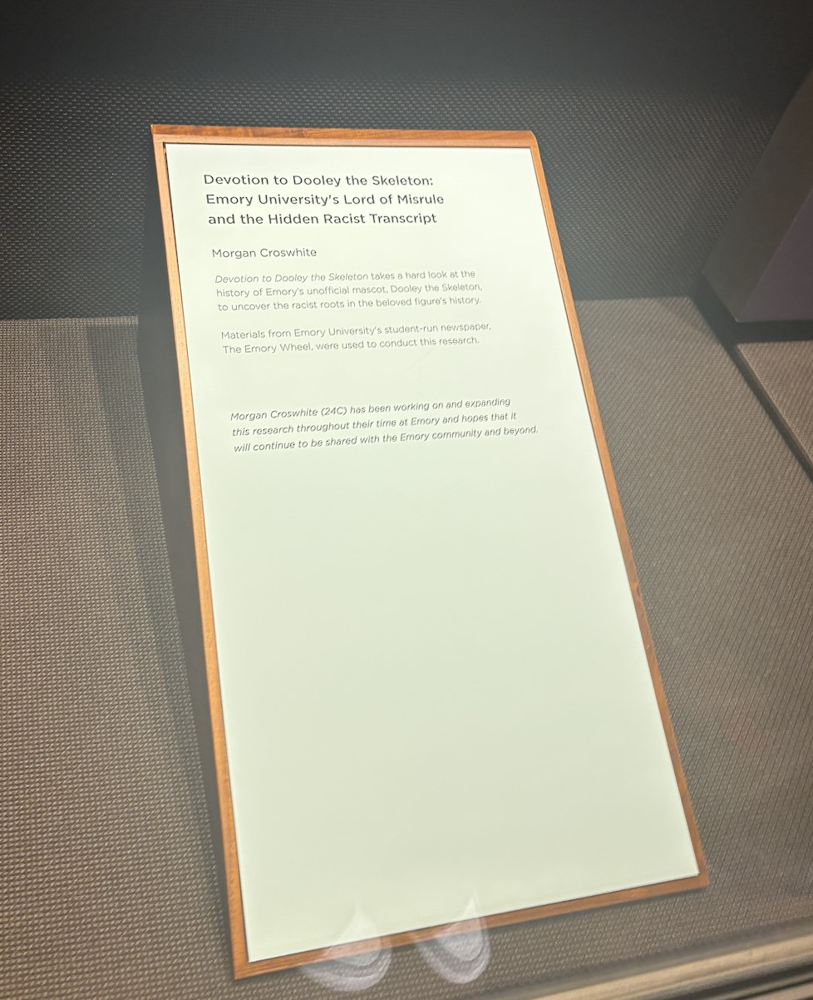 Devotion to Dooley the Skeleton:
Emory University's Lord of Misrule
and the Hidden Racist Transcript
Morgan Croswhite
Devotion to Dooley the Skeleton takes a hard look at the
history of Emory's unofficial mascot, Dooley the Skeleton,
to uncover the racist roots in the beloved figure's history.
Materials from Emory University's student-run newspaper,
The Emory Wheel, were used to conduct this research.
Morgan Croswhite (24C) has been working on and expanding
this research throughout their time at Emory and hopes that it
will continue to be shared with the Emory community and beyond.